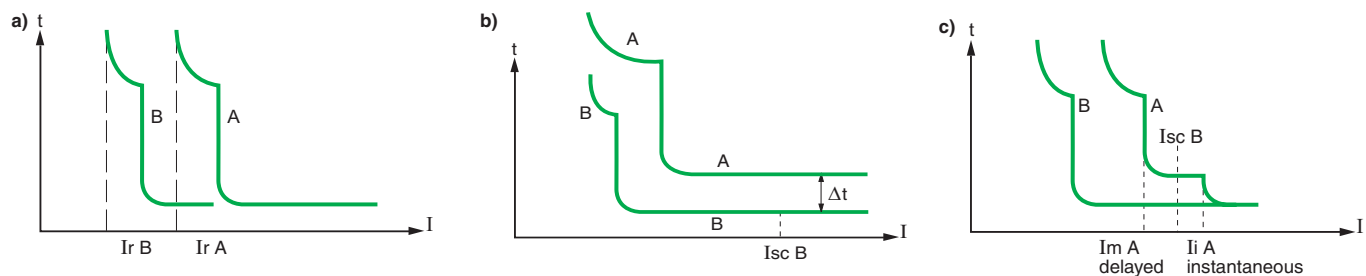 a)
t
B
A
I
Ir B
Ir A
b)
t
A
B
A
Δt
B
I
Isc B
c)
t
B
A
Isc B
I
Im A
delayed
Ii A
instantaneous